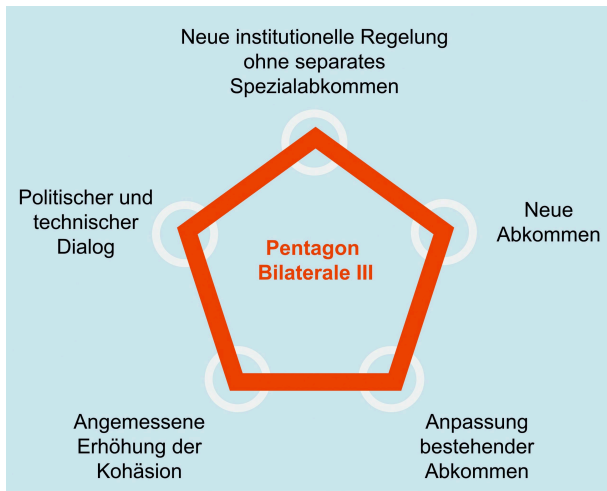 Neue institutionelle Regelung
ohne separates
Spezialabkommen
Politischer und
technischer
Dialog
Neue
Abkommen
Pentagon
Bilaterale III
Angemessene
Erhöhung der
Kohäsion
Anpassung
bestehender
Abkommen